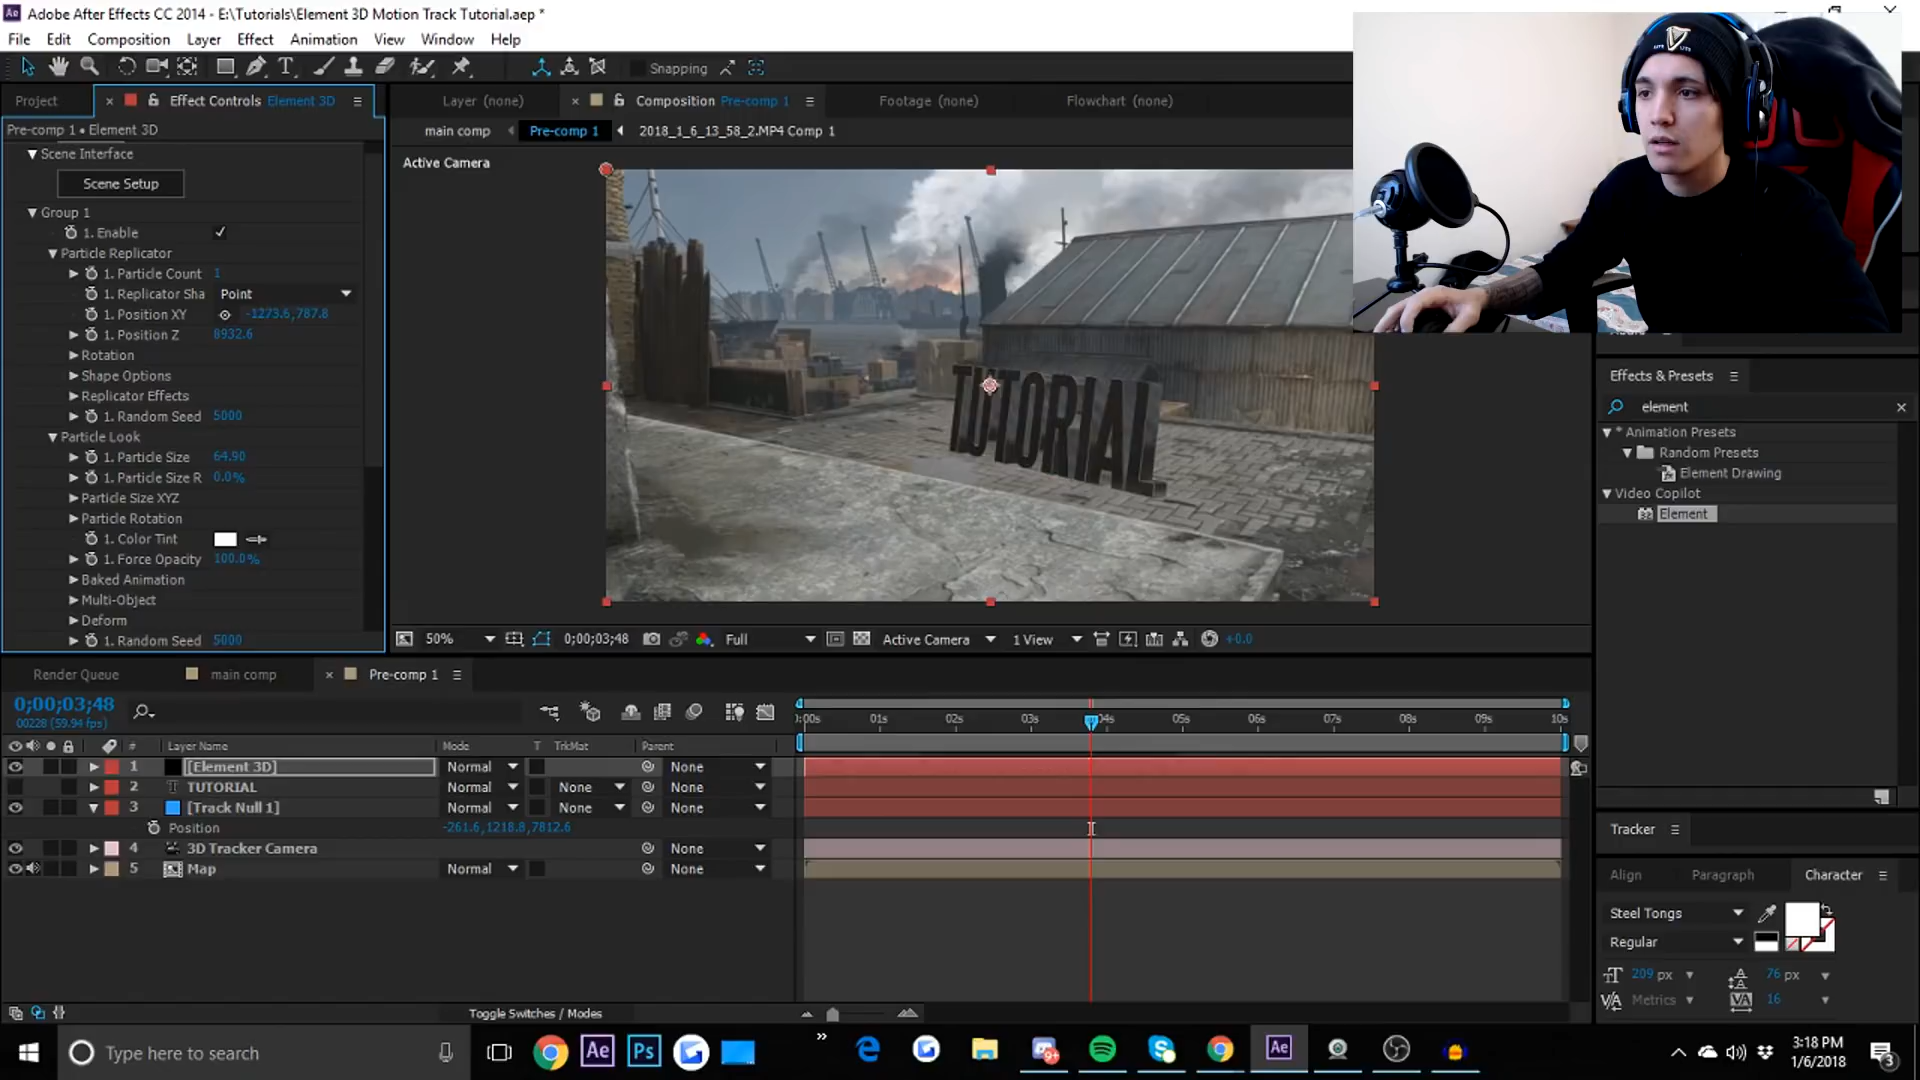 Adobe After Effects CC 2014 - E:\Tutorials\Element 3D Motion Track Tutorial.aep *
File Edit Composition Layer Effect Animation View Window Help
Snapping
Project Effect Controls Element 3D Layer (none) Composition Pre-comp 1 Footage (none) Flowchart (none)
Pre-comp 1 • Element 3D
main comp Pre-comp 1 2018_1_6_13_58_2.MP4 Comp 1
Active Camera
Scene Interface
Scene Setup
Group 1
1. Enable
Particle Replicator
1. Particle Count 1
1. Replicator Sha Point
1. Position XY -1273.6,787.8
1. Position Z 8932.6
Rotation
Shape Options
Replicator Effects
1. Random Seed 5000
Particle Look
1. Particle Size 64.90
1. Particle Size R 0.0%
Particle Size XYZ
Particle Rotation
1. Color Tint
1. Force Opacity 100.0%
Baked Animation
Multi-Object
Deform
1. Random Seed 5000
TUTORIAL
50% 0;00;03;48 Full Active Camera 1 View +0.0
Effects & Presets
element
* Animation Presets
Random Presets
Element Drawing
Video Copilot
Element
Tracker
Align Paragraph Character
Steel Tongs
Regular
209 px 76 px
Metrics 16
Render Queue main comp Pre-comp 1
0;00;03;48
00228 (59.94 fps)
:00s 01s 02s 03s 04s 05s 06s 07s 08s 09s 10s
# Layer Name Mode T TrkMat Parent
1 [Element 3D] Normal None
2 TUTORIAL Normal None None
3 [Track Null 1] Normal None None
Position -261.6,1218.8,7812.6
4 3D Tracker Camera None
5 Map Normal None
Toggle Switches / Modes
Type here to search
Ae Ps Ae
3:18 PM
1/6/2018
3